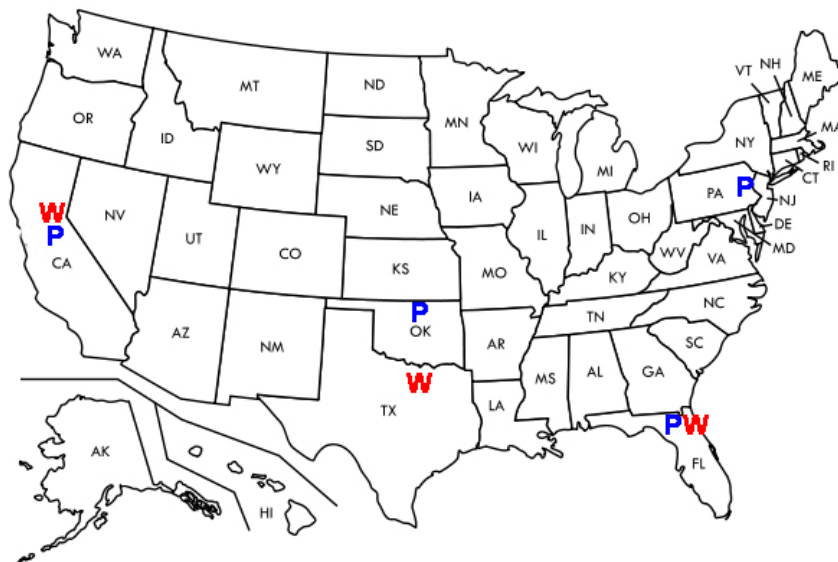 WA
MT
ND
MN
VT
NH
ME
OR
ID
SD
WI
NY
MA
WY
MI
RI
CT
IA
PA
P
NJ
NE
OH
W
NV
UT
CO
IL
IN
DE
P
MD
WV
VA
CA
KS
MO
KY
P
NC
TN
OK
AZ
NM
AR
SC
W
MS
AL
GA
TX
LA
P W
AK
FL
HI